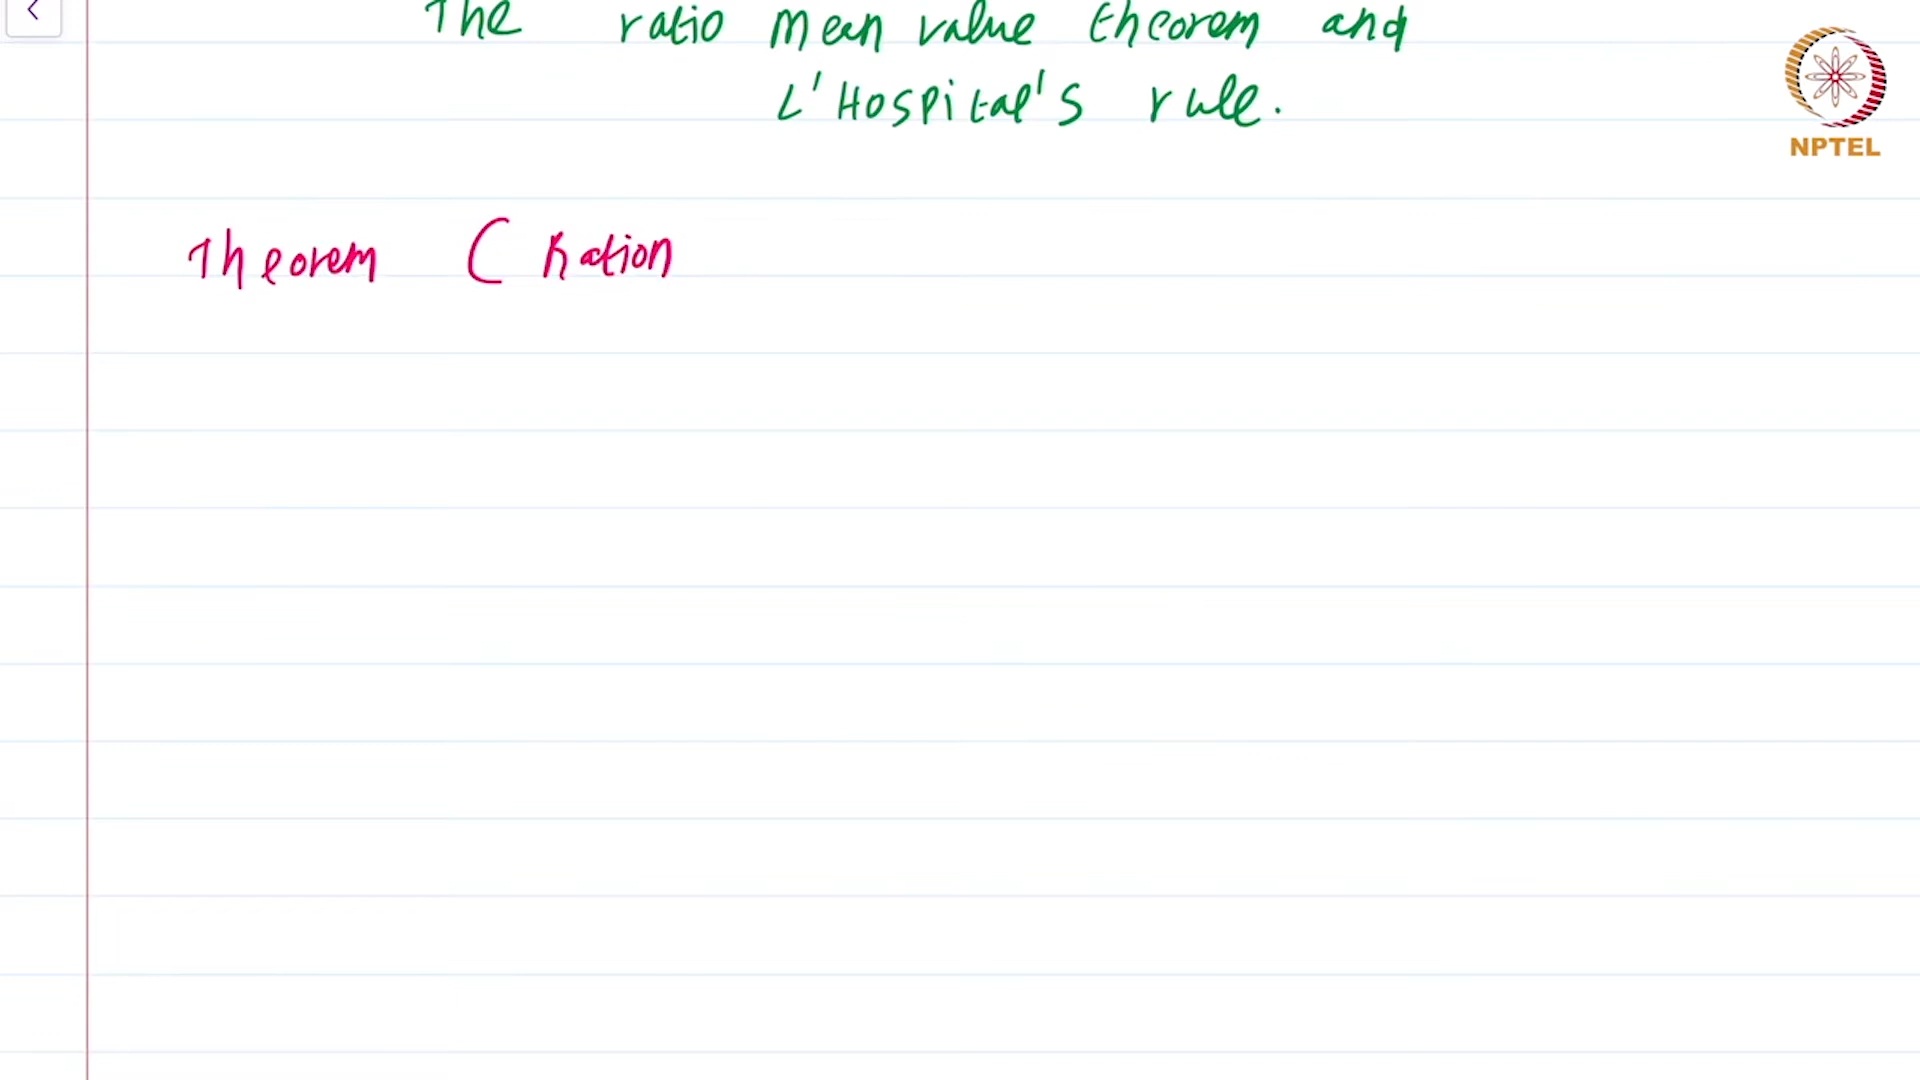 The ratio mean value theorem and
L'Hospital's rule.
NPTEL
Theorem ( Ration